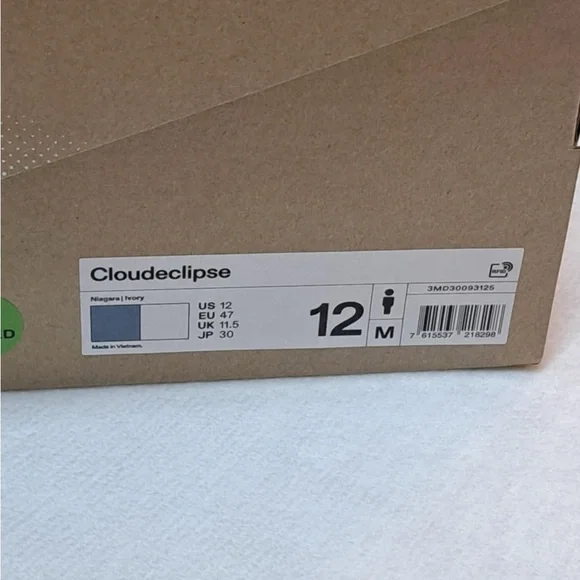 Cloudeclipse
RFID
Niagara | Ivory
US 12
EU 47
UK 11.5
JP 30
Made in Vietnam.
12
M
3MD30093125
7 615537 218298